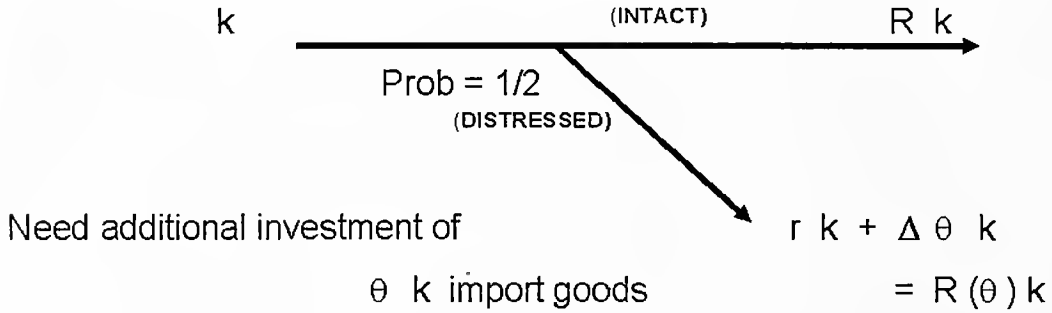 (INTACT)
k R k
Prob = 1/2
(DISTRESSED)
Need additional investment of r k + Δ θ k
θ k import goods = R (θ) k